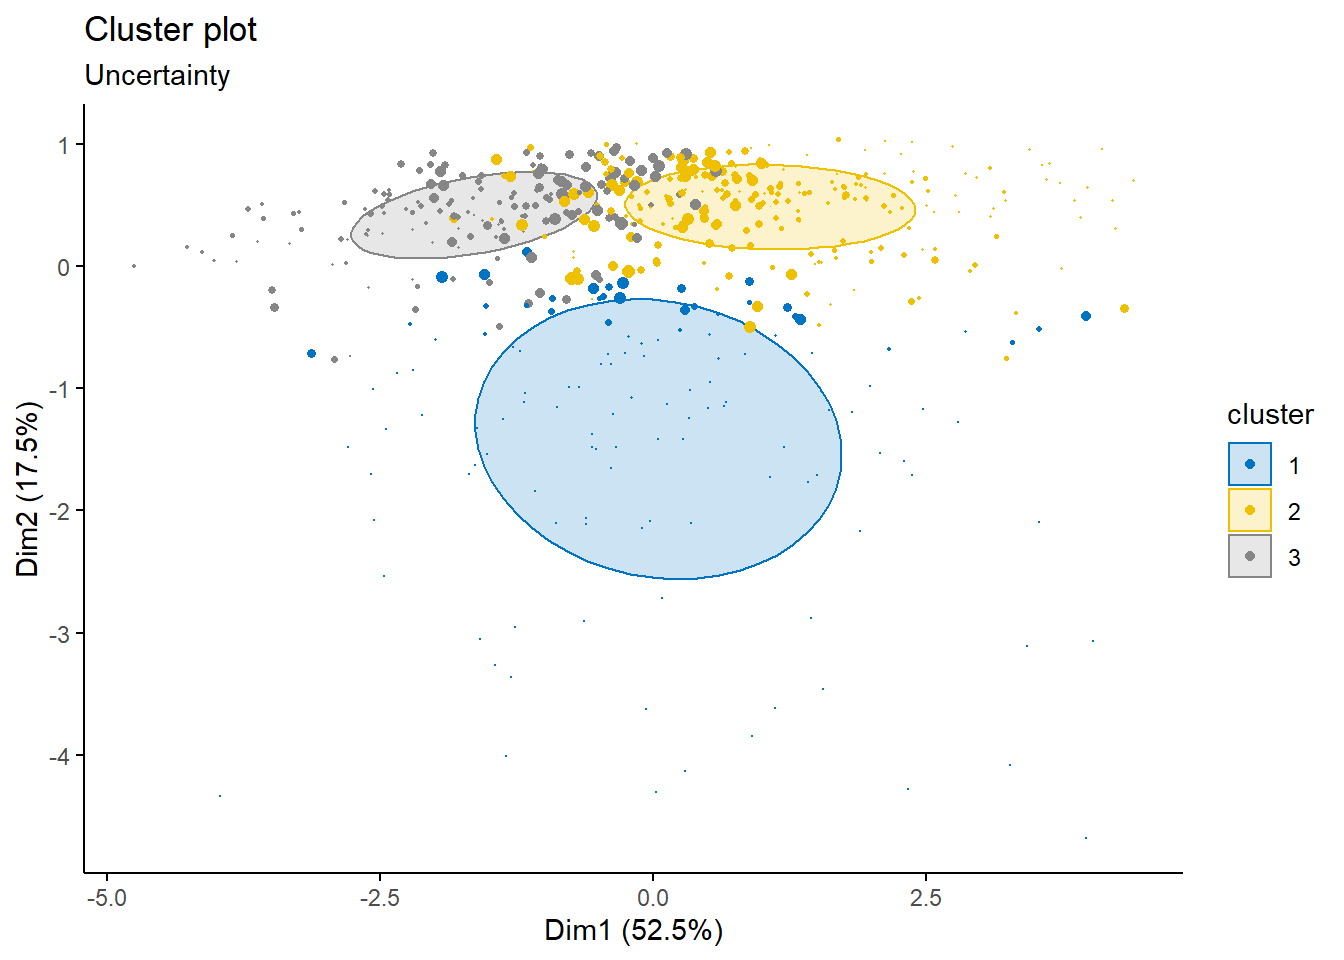 Cluster plot
Uncertainty
1
0
-1
-2
-3
-4
Dim2 (17.5%)
-5.0
-2.5
0.0
2.5
Dim1 (52.5%)
cluster
1
2
3